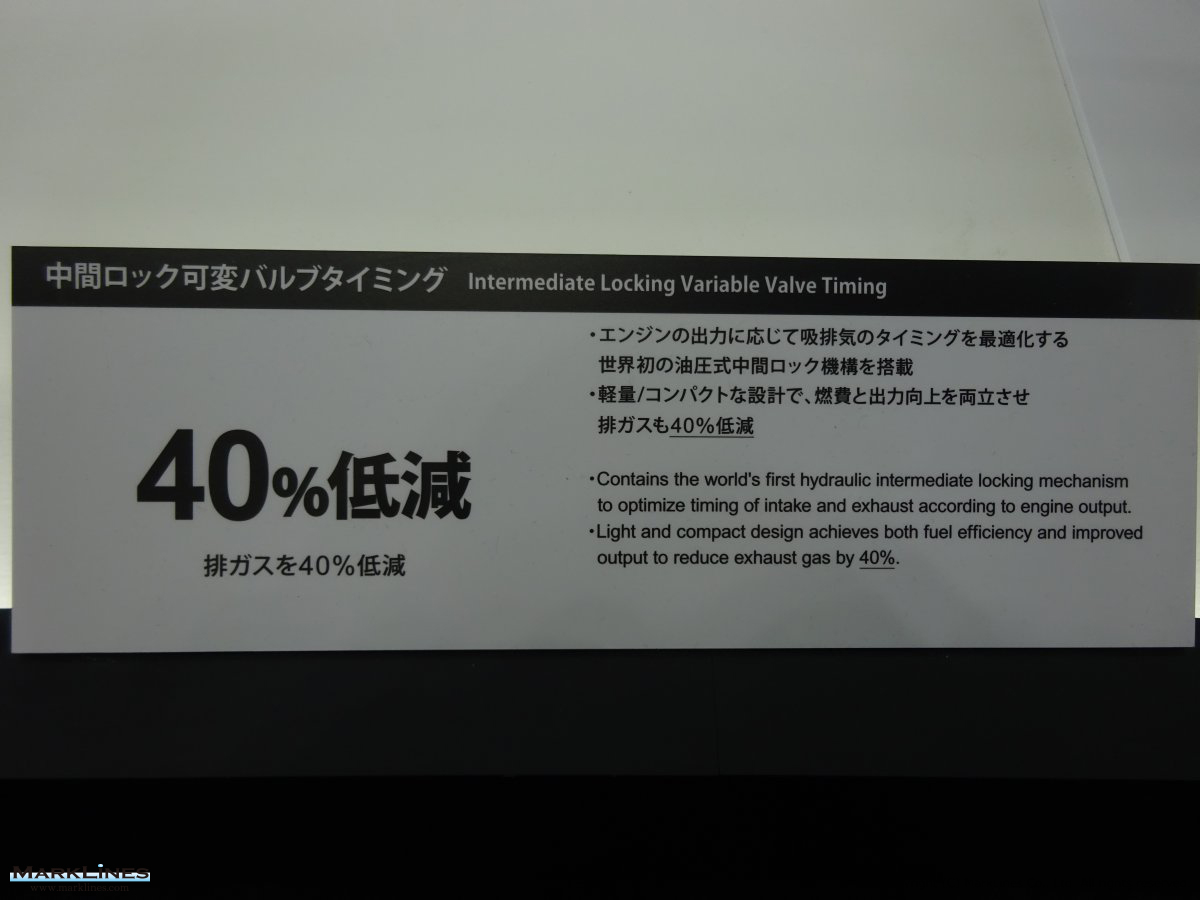 中間ロック可変バルブタイミング Intermediate Locking Variable Valve Timing
40%低減
排ガスを40%低減
・エンジンの出力に応じて吸排気のタイミングを最適化する
世界初の油圧式中間ロック機構を搭載
・軽量/コンパクトな設計で、燃費と出力向上を両立させ
排ガスも40%低減
・Contains the world's first hydraulic intermediate locking mechanism
to optimize timing of intake and exhaust according to engine output.
・Light and compact design achieves both fuel efficiency and improved
output to reduce exhaust gas by 40%.
MARKLINES
www.marklines.com